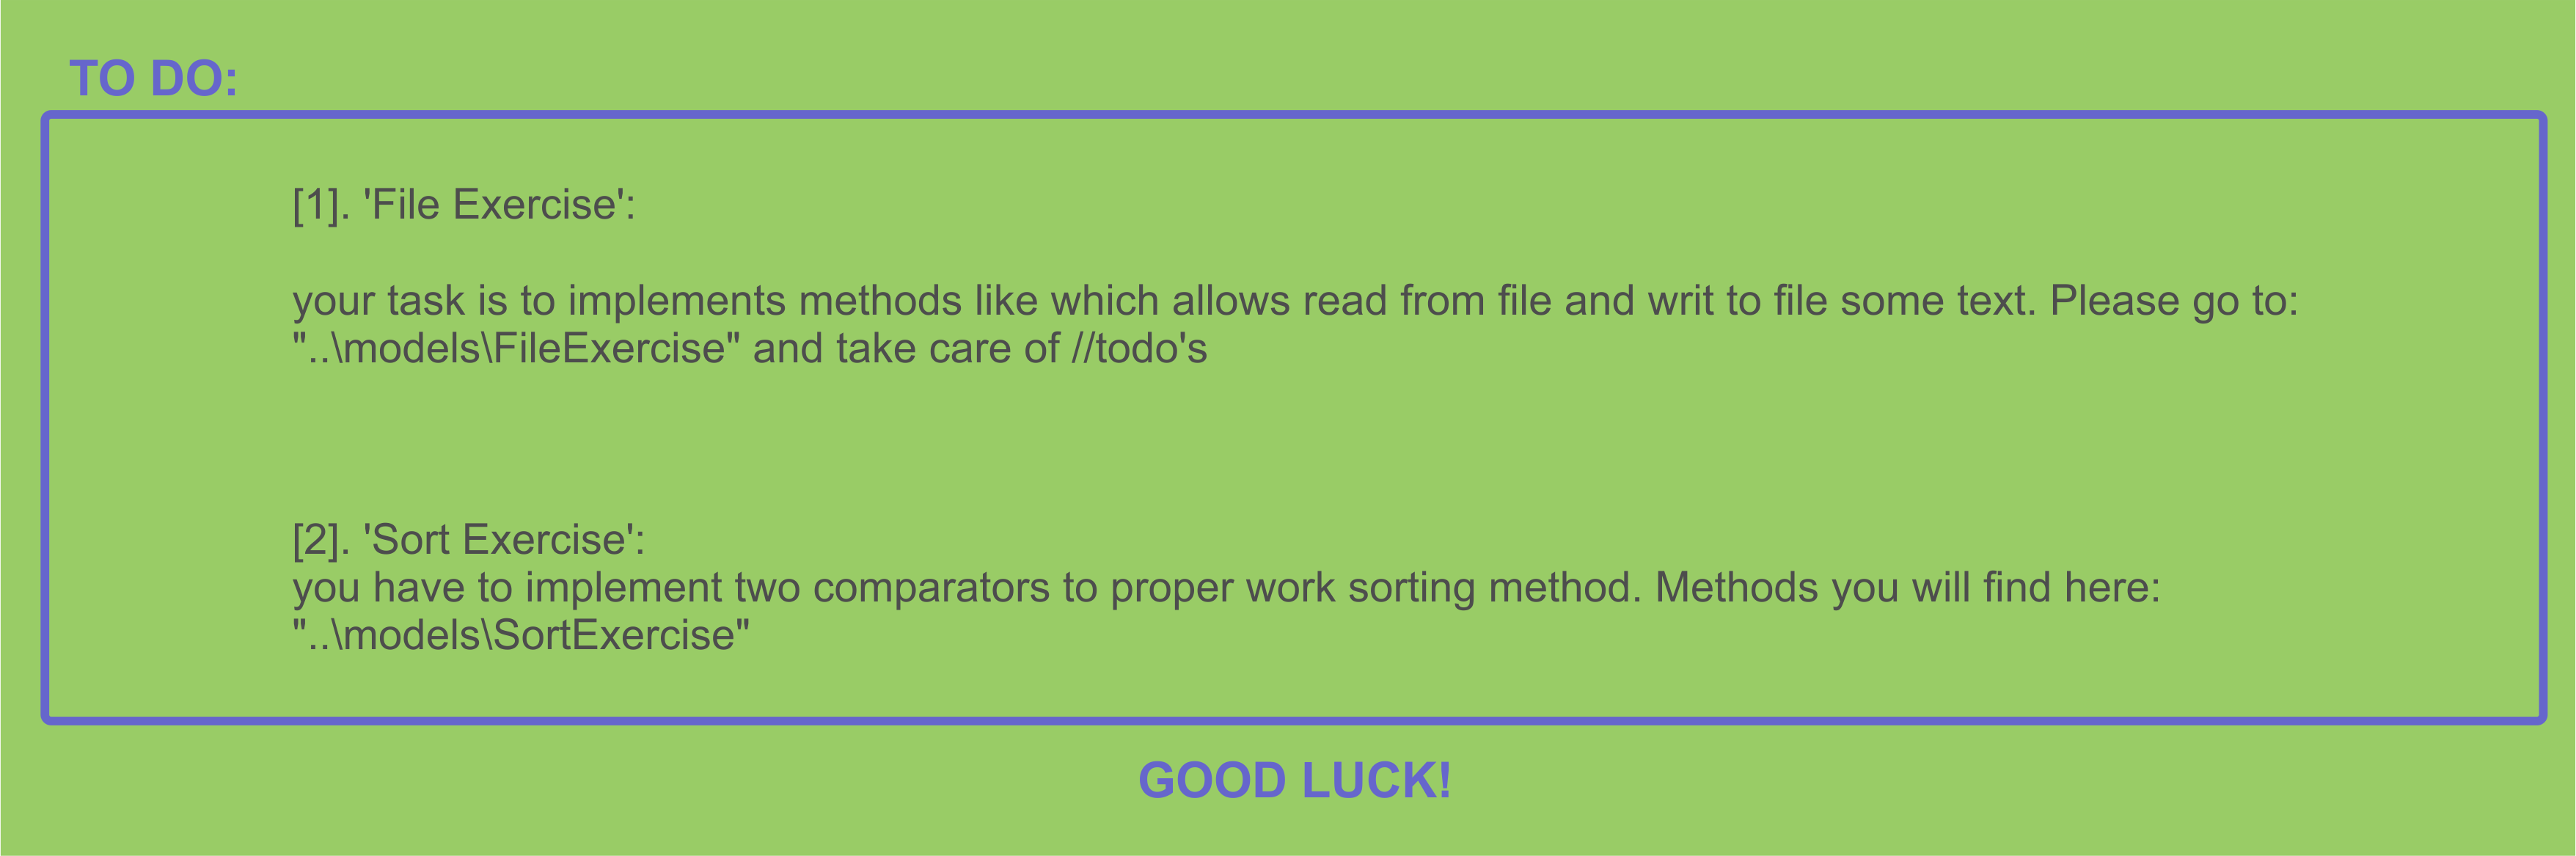 TO DO:
[1]. 'File Exercise':
your task is to implements methods like which allows read from file and writ to file some text. Please go to:
"..\models\FileExercise" and take care of //todo's
[2]. 'Sort Exercise':
you have to implement two comparators to proper work sorting method. Methods you will find here:
"..\models\SortExercise"
GOOD LUCK!